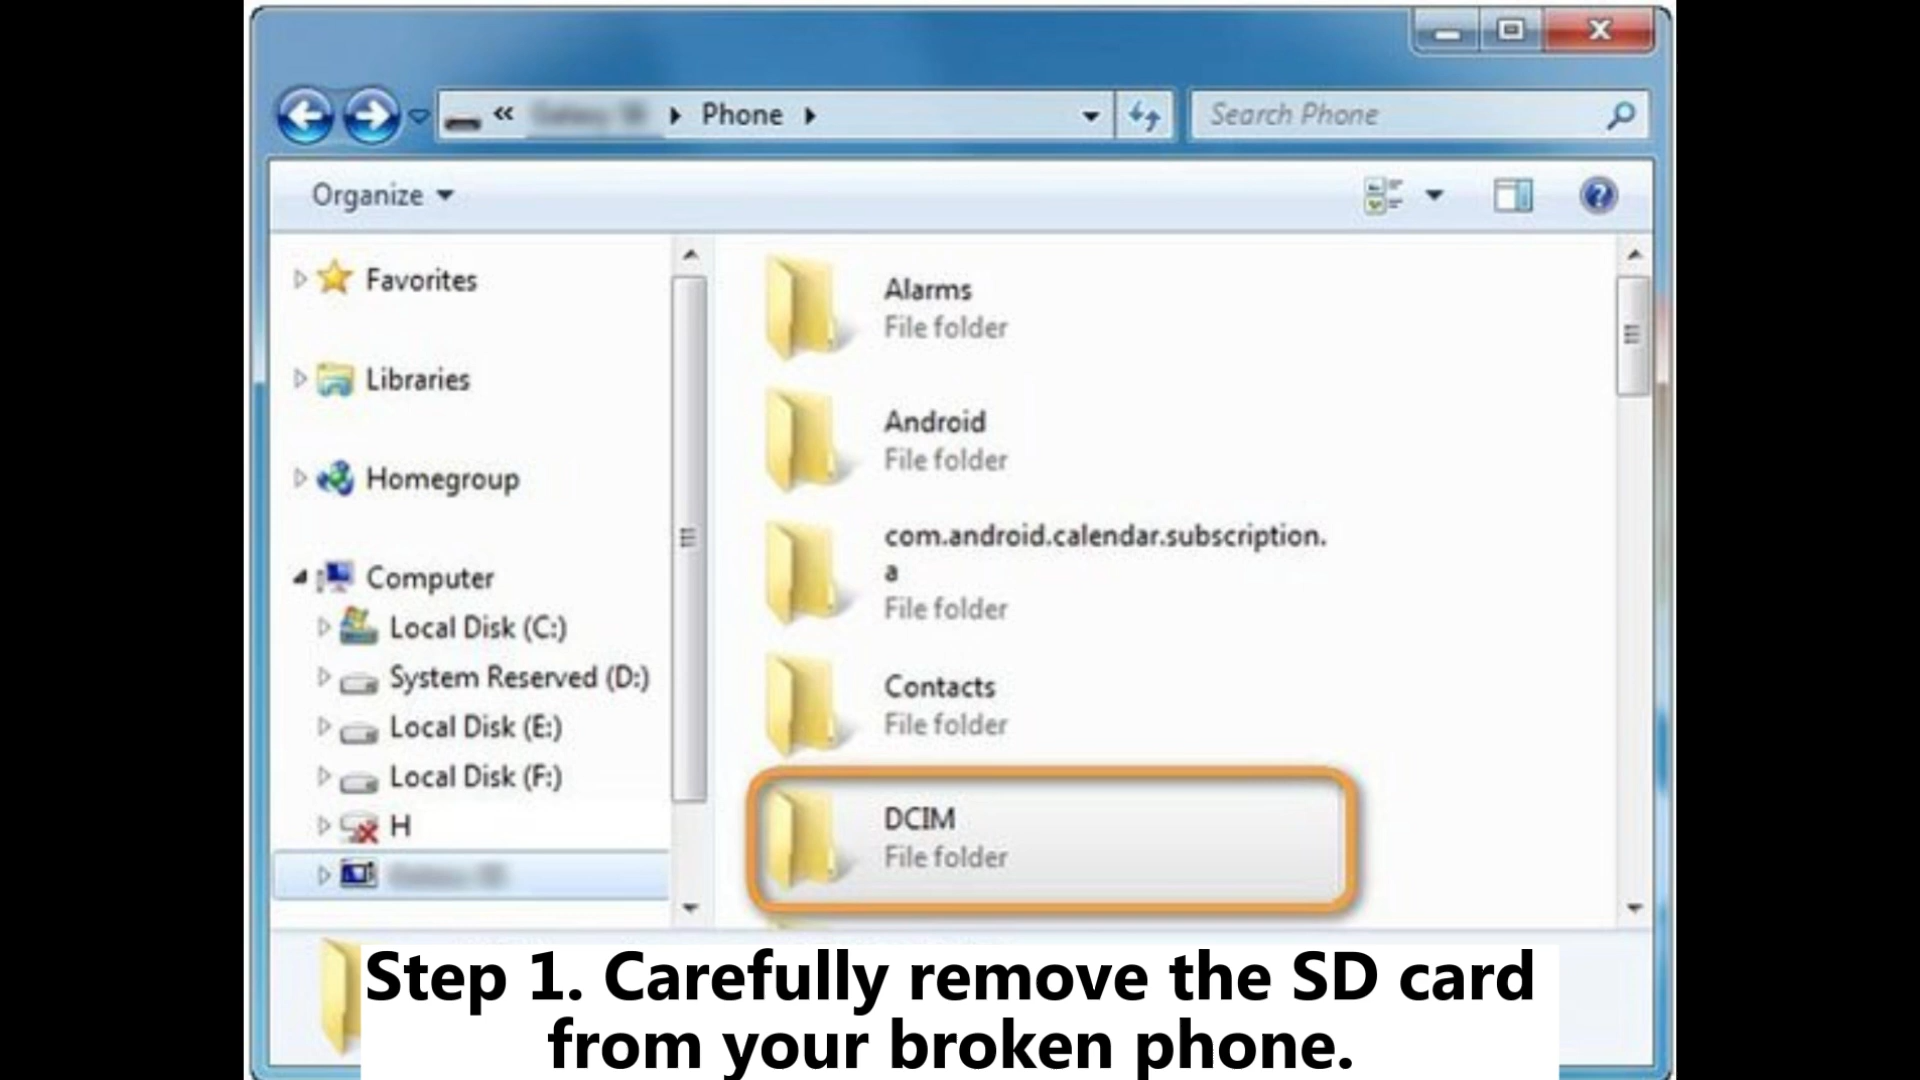 « Phone
Search Phone
Organize
Favorites
Libraries
Homegroup
Computer
Local Disk (C:)
System Reserved (D:)
Local Disk (E:)
Local Disk (F:)
H
Alarms
File folder
Android
File folder
com.android.calendar.subscription.
a
File folder
Contacts
File folder
DCIM
File folder
Step 1. Carefully remove the SD card
from your broken phone.